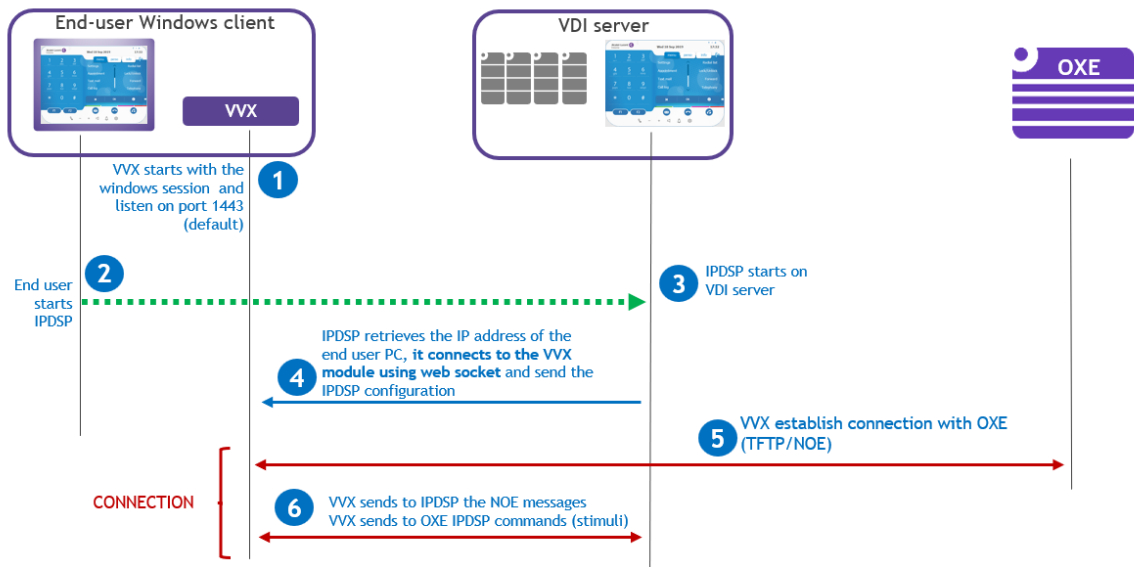 End-user Windows client
VDI server
VVX
OXE
VVX starts with the
windows session and
listen on port 1443
(default)
1
2
End user
starts
IPDSP
3
IPDSP starts on
VDI server
IPDSP retrieves the IP address of the
end user PC, it connects to the VVX
module using web socket and send the
IPDSP configuration
4
VVX establish connection with OXE
(TFTP/NOE)
5
CONNECTION
6
VVX sends to IPDSP the NOE messages
VVX sends to OXE IPDSP commands (stimuli)